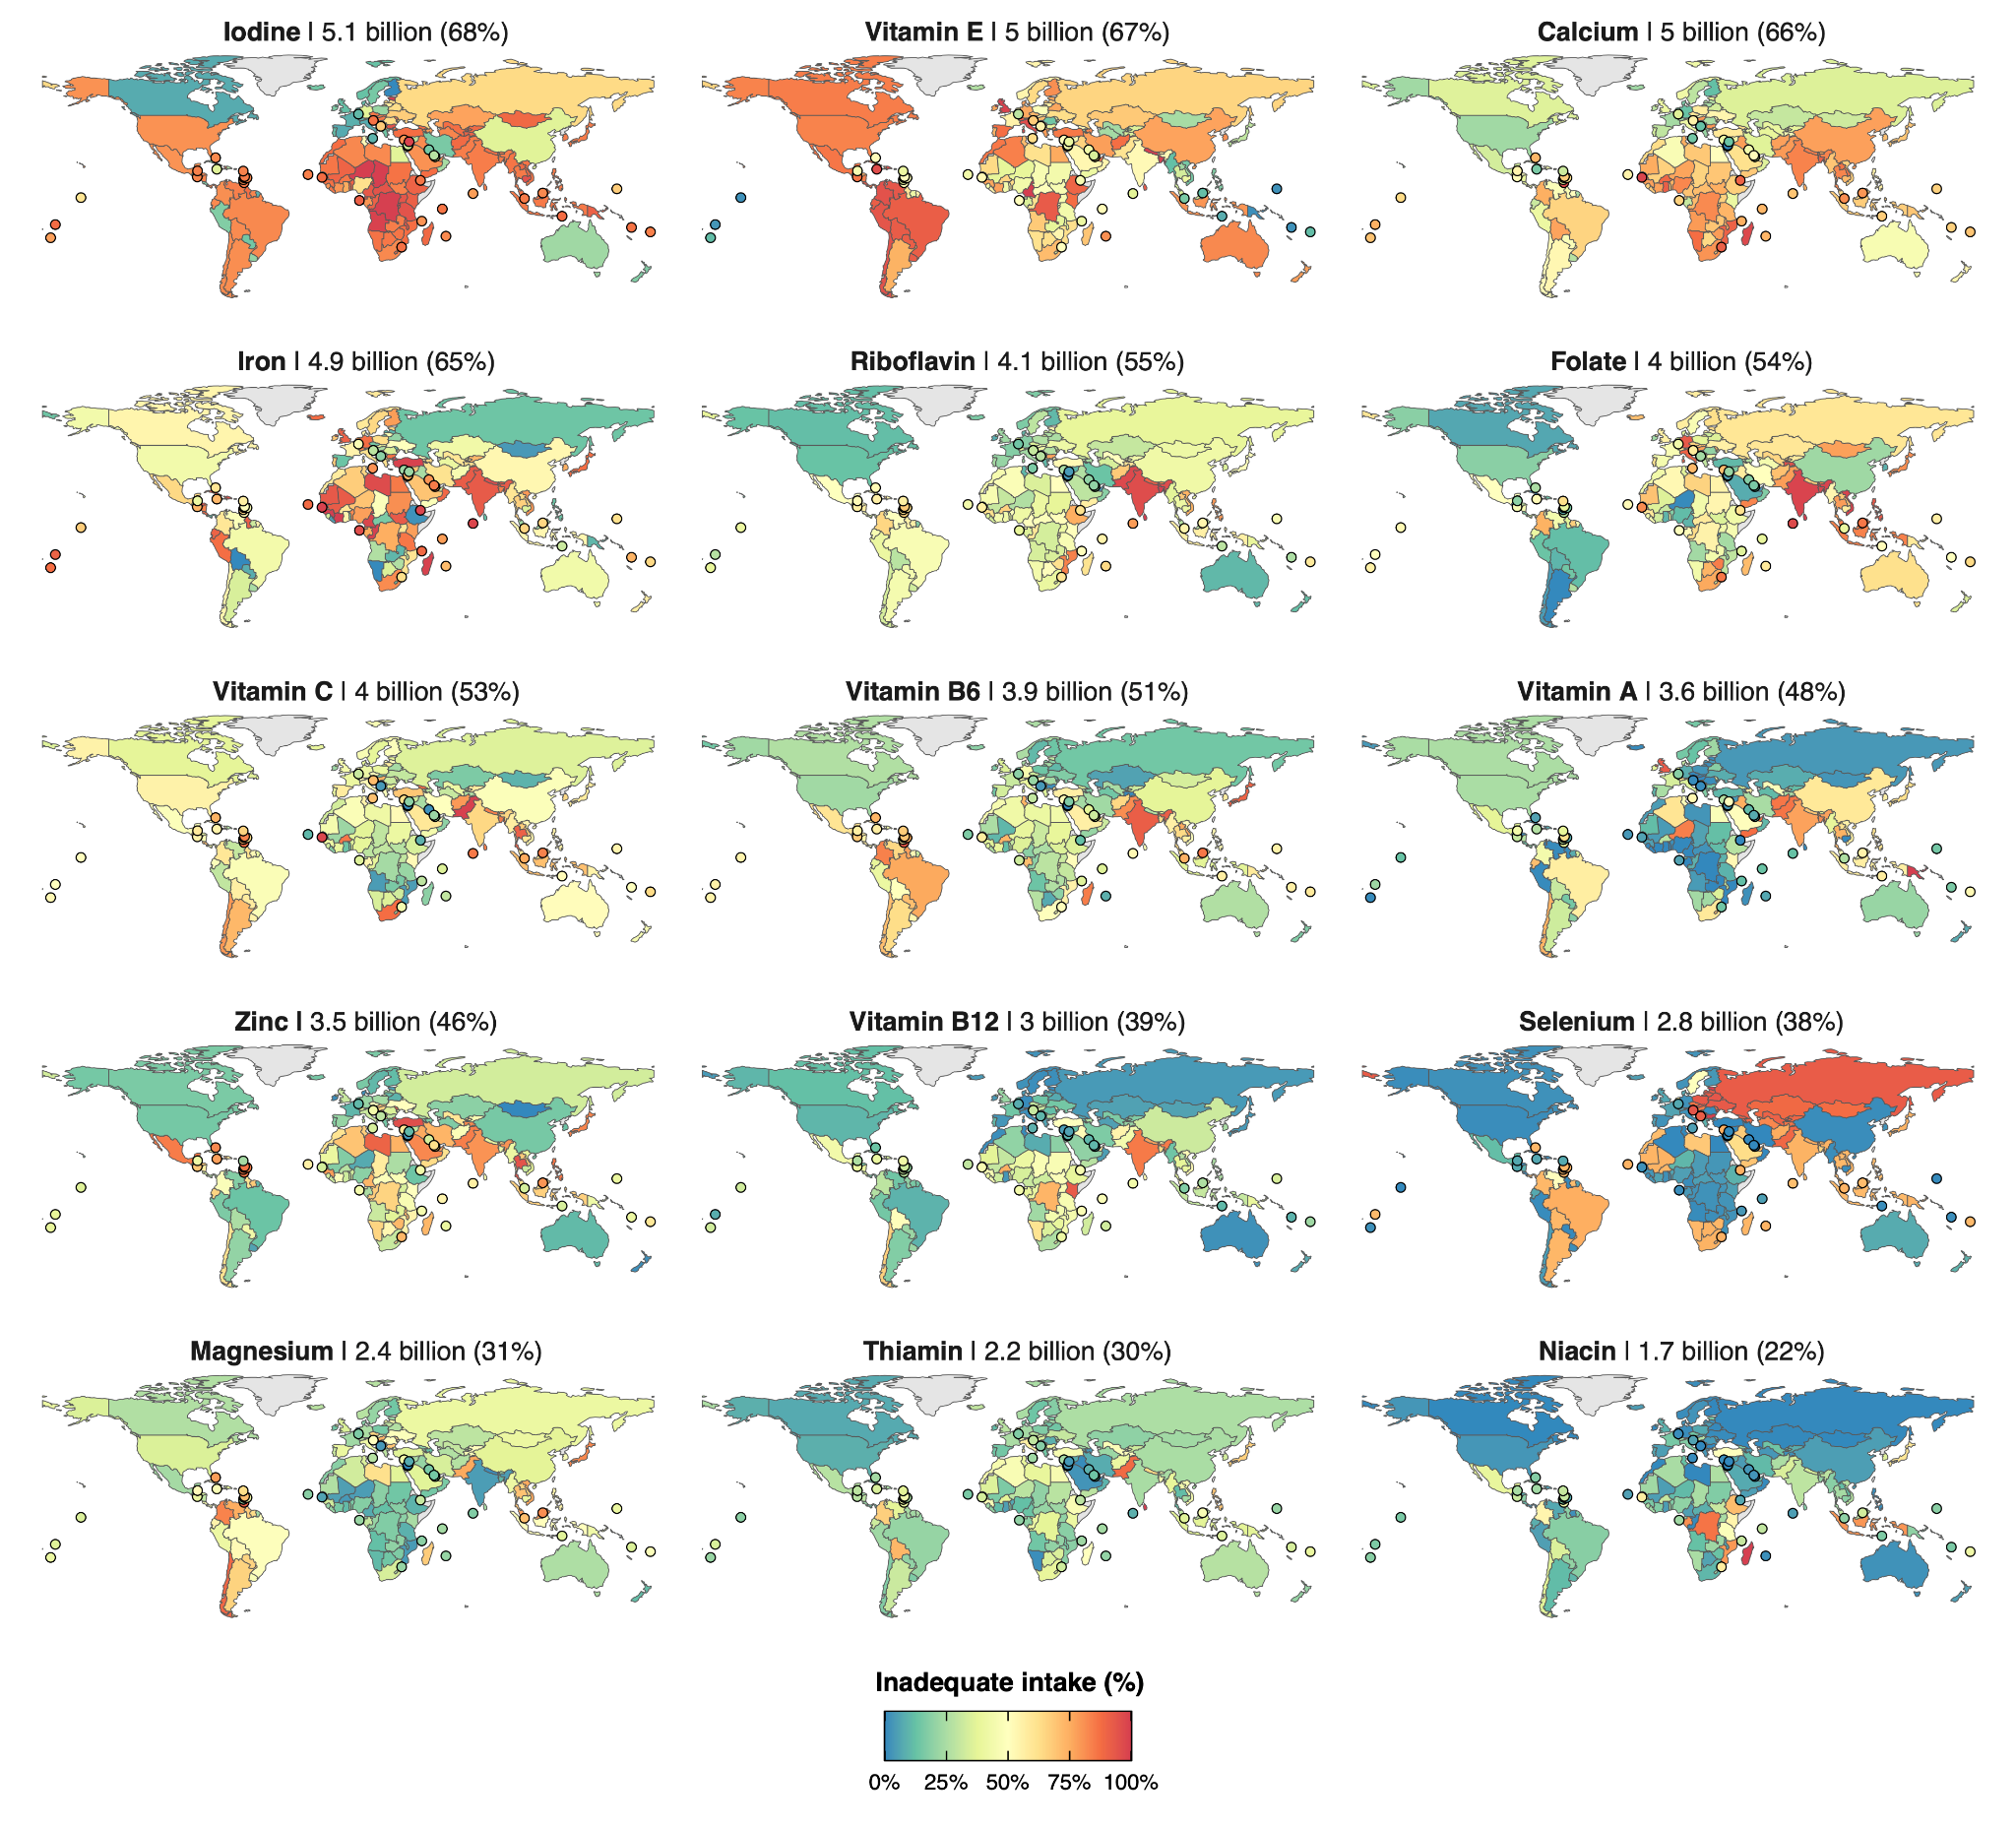 Iodine | 5.1 billion (68%)
Vitamin E | 5 billion (67%)
Calcium | 5 billion (66%)
Iron | 4.9 billion (65%)
Riboflavin | 4.1 billion (55%)
Folate | 4 billion (54%)
Vitamin C | 4 billion (53%)
Vitamin B6 | 3.9 billion (51%)
Vitamin A | 3.6 billion (48%)
Zinc | 3.5 billion (46%)
Vitamin B12 | 3 billion (39%)
Selenium | 2.8 billion (38%)
Magnesium | 2.4 billion (31%)
Thiamin | 2.2 billion (30%)
Niacin | 1.7 billion (22%)
Inadequate intake (%)
0% 25% 50% 75% 100%